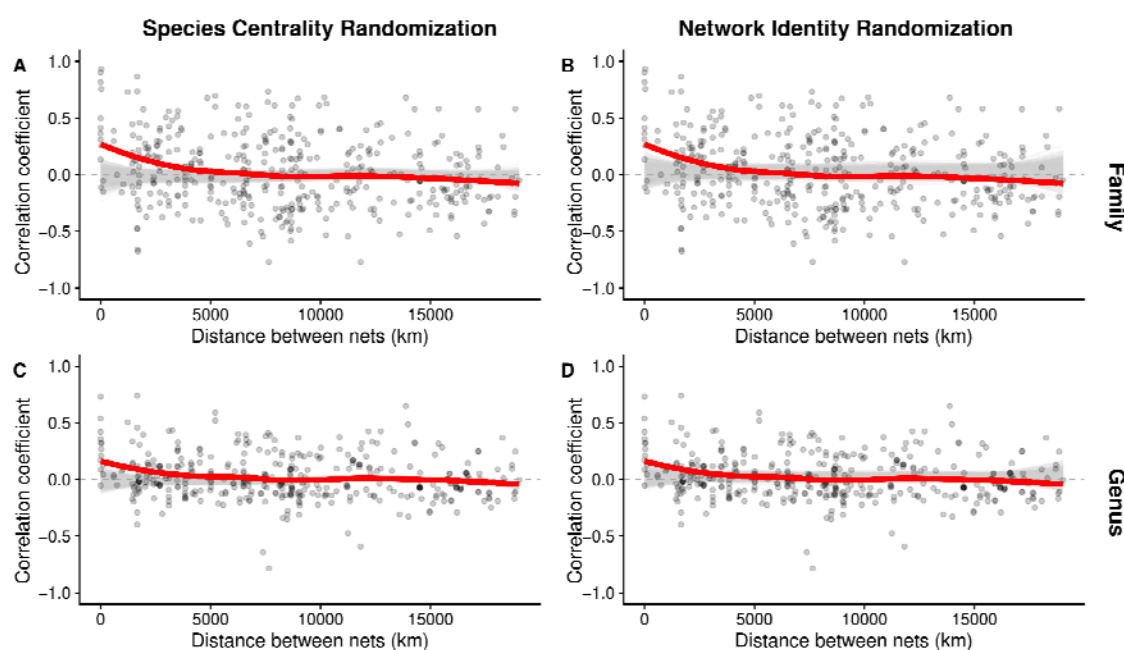 Species Centrality Randomization
Network Identity Randomization
A
1.0
0.5
0.0
−0.5
−1.0
Correlation coefficient
0
5000
10000
15000
Distance between nets (km)
B
1.0
0.5
0.0
−0.5
−1.0
Correlation coefficient
0
5000
10000
15000
Distance between nets (km)
Family
C
1.0
0.5
0.0
−0.5
−1.0
Correlation coefficient
0
5000
10000
15000
Distance between nets (km)
D
1.0
0.5
0.0
−0.5
−1.0
Correlation coefficient
0
5000
10000
15000
Distance between nets (km)
Genus